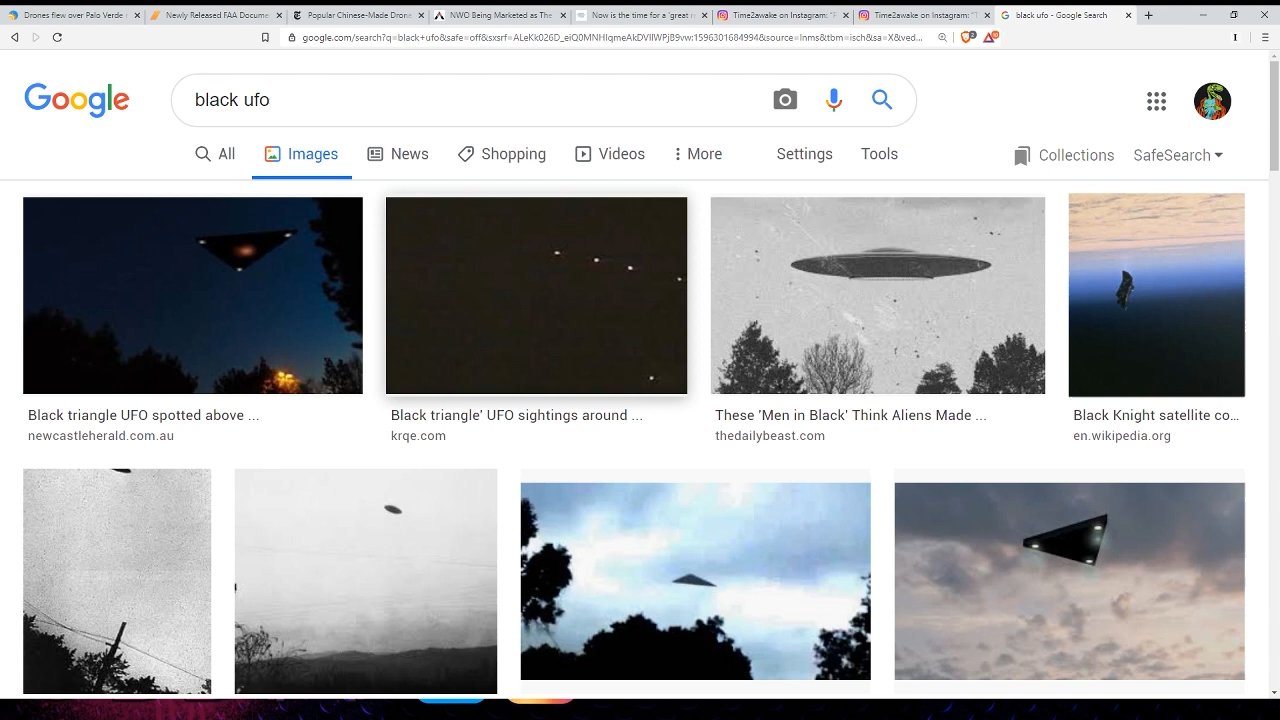 Drones flew over Palo Verde n
Newly Released FAA Docume
Popular Chinese-Made Drone
NWO Being Marketed as The
Now is the time for a 'great re
Time2awake on Instagram: "F
Time2awake on Instagram: "T
black ufo - Google Search
google.com/search?q=black+ufo&safe=off&sxsrf=ALeKk026D_eiQ0MNHIqmeAkDVIIWPjB9vw:1596301684994&source=lnms&tbm=isch&sa=X&ved...
Google
black ufo
All
Images
News
Shopping
Videos
More
Settings
Tools
Collections
SafeSearch
Black triangle UFO spotted above ...
newcastleherald.com.au
Black triangle' UFO sightings around ...
krqe.com
These 'Men in Black' Think Aliens Made ...
thedailybeast.com
Black Knight satellite co...
en.wikipedia.org